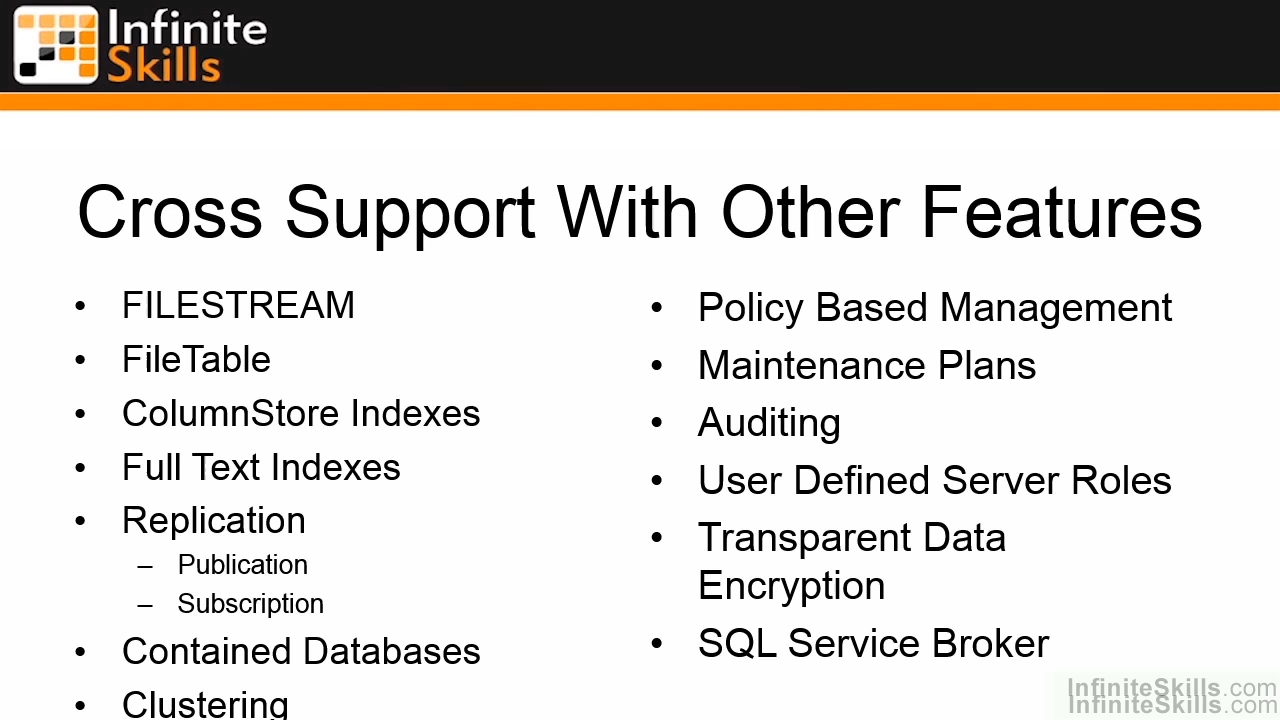 Infinite
Skills
Cross Support With Other Features
• FILESTREAM
• FileTable
• ColumnStore Indexes
• Full Text Indexes
• Replication
– Publication
– Subscription
• Contained Databases
• Clustering
• Policy Based Management
• Maintenance Plans
• Auditing
• User Defined Server Roles
• Transparent Data
Encryption
• SQL Service Broker
InfiniteSkills.com
InfiniteSkills.com